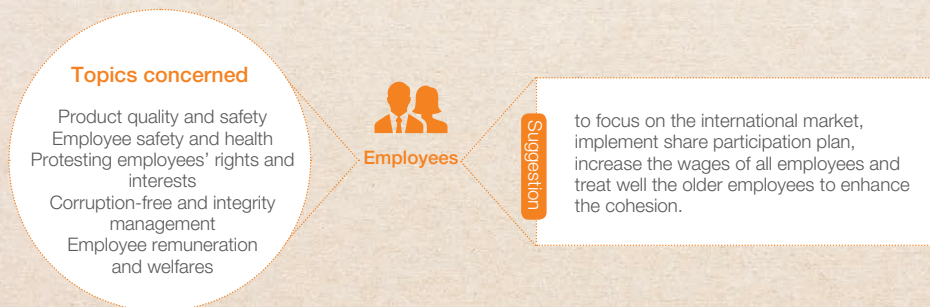 Topics concerned
Product quality and safety
Employee safety and health
Protesting employees' rights and
interests
Corruption-free and integrity
management
Employee remuneration
and welfares
Employees
Suggestion
to focus on the international market,
implement share participation plan,
increase the wages of all employees and
treat well the older employees to enhance
the cohesion.